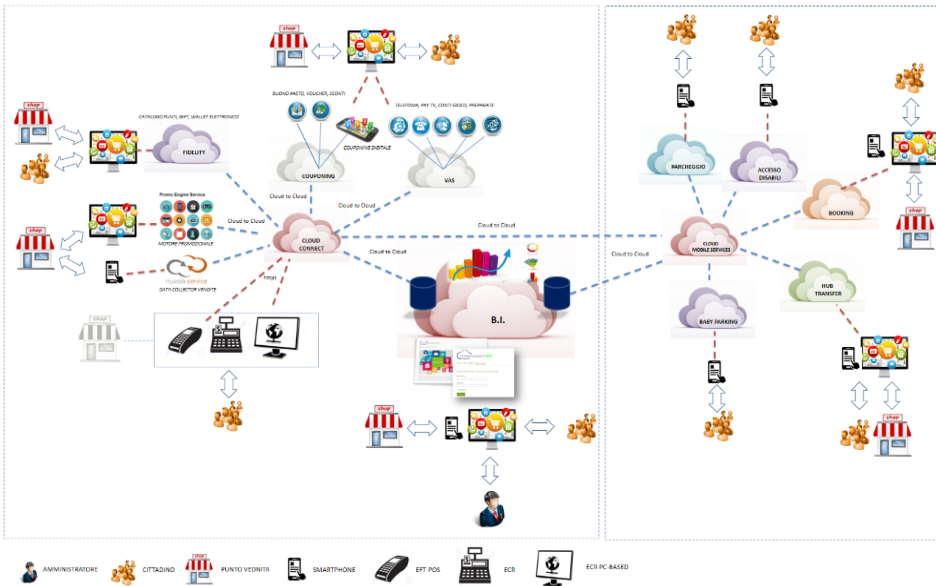 shop
BUONO PASTO, VOUCHER, SCONTI
TELEFONIA, PAY TV, CONTI GIOCO, PREPAGATE
COUPONING DIGITALE
COUPONING
VAS
shop
CATALOGO PUNTI, GIFT, WALLET ELETTRONICO
FIDELITY
Cloud to Cloud
Cloud to Cloud
Cloud to Cloud
Promo Engine Service
MOTORE PROMOZIONALE
shop
CLOUD
CONNECT
Cloud to Cloud
Cloud to Cloud
Cloud to Cloud
nuvola service
DATA COLLECTOR VENDITE
shop
B.I.
shop
PARCHEGGIO
ACCESSO
DISABILI
BOOKING
shop
CLOUD
MOBILE SERVICES
HUB
TRANSFER
BABY PARKING
shop
AMMINISTRATORE
CITTADINO
shop
PUNTO VEDNITA
SMARTPHONE
EFT-POS
ECR
ECR PC-BASED